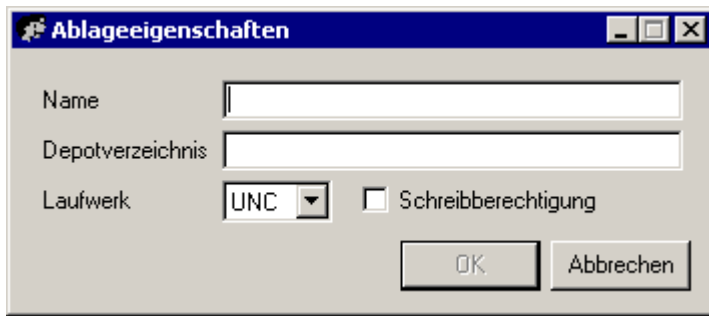 Ablageeigenschaften
Name
Depotverzeichnis
Laufwerk UNC Schreibberechtigung
OK Abbrechen